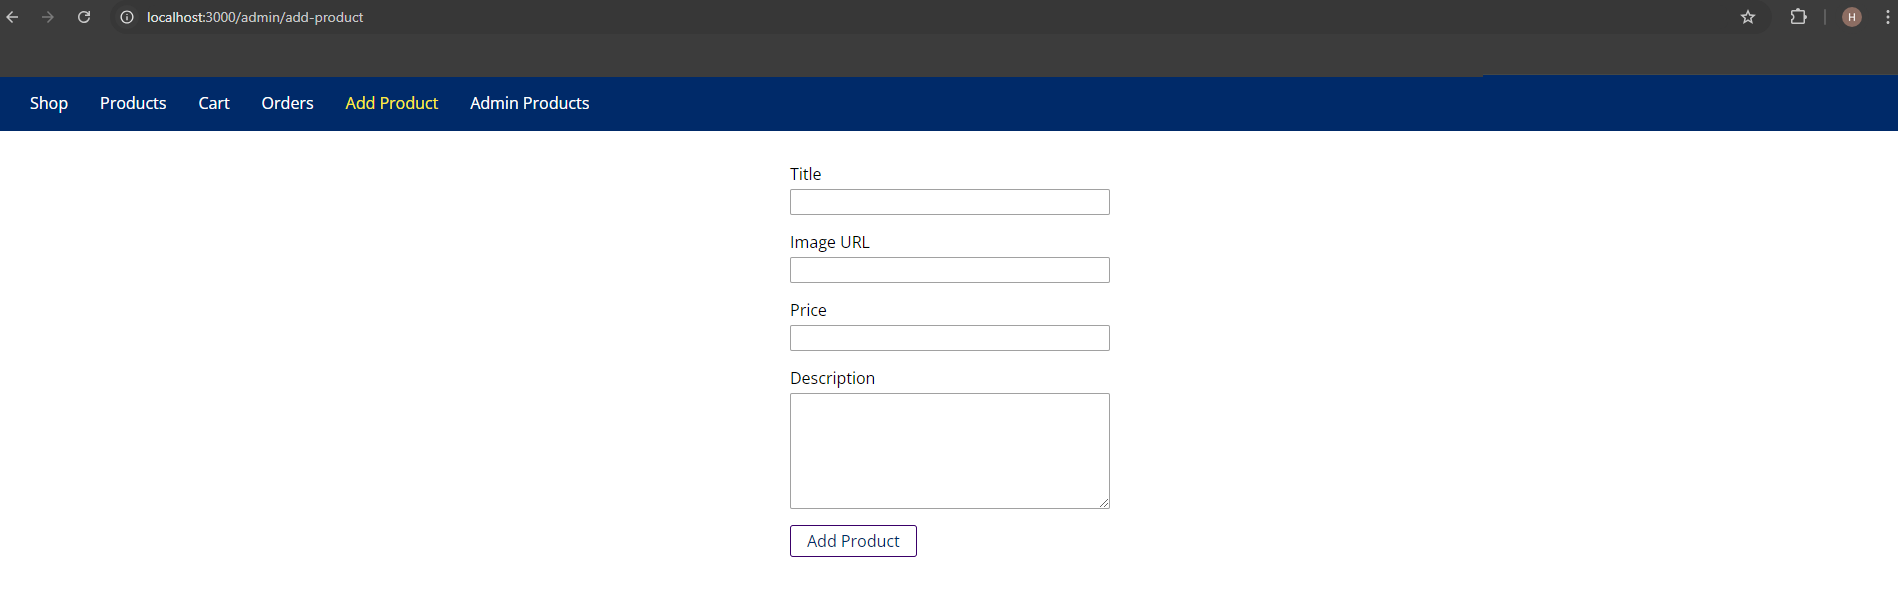 localhost:3000/admin/add-product
H
Shop Products Cart Orders Add Product Admin Products
Title
Image URL
Price
Description
Add Product